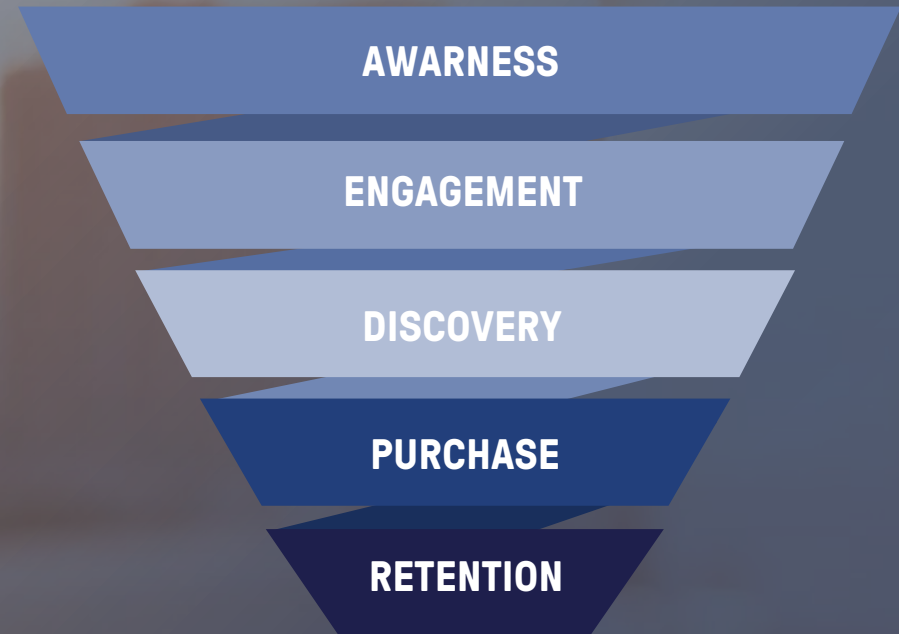 AWARNESS
ENGAGEMENT
DISCOVERY
PURCHASE
RETENTION